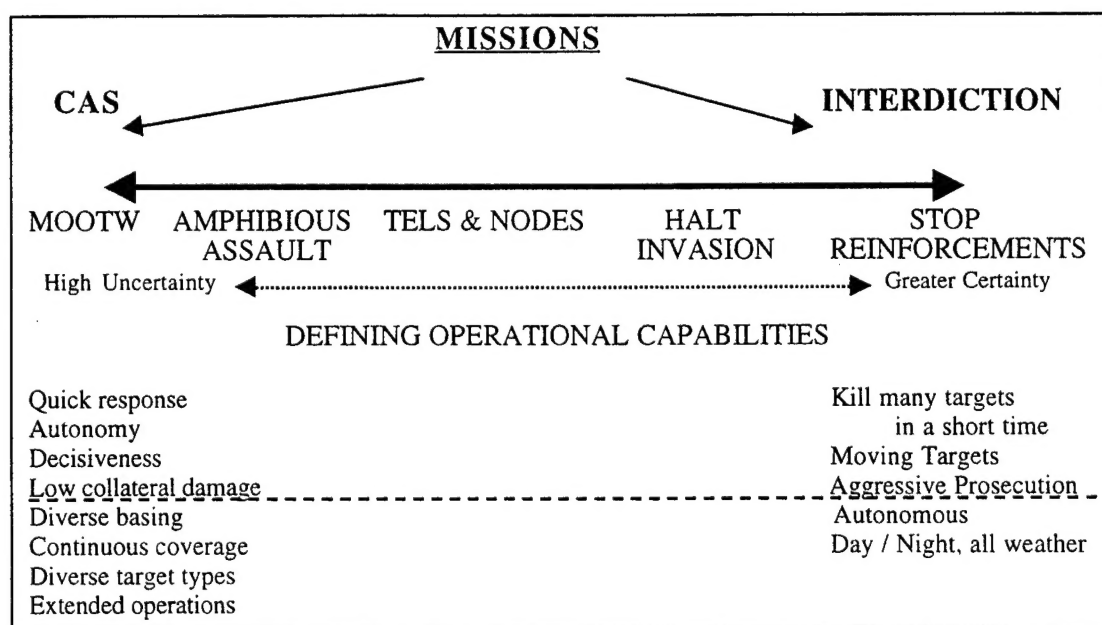 MISSIONS
CAS
INTERDICTION
MOOTW AMPHIBIOUS TELS & NODES HALT STOP
ASSAULT INVASION REINFORCEMENTS
High Uncertainty Greater Certainty
DEFINING OPERATIONAL CAPABILITIES
Quick response
Autonomy
Decisiveness
Low collateral damage
Diverse basing
Continuous coverage
Diverse target types
Extended operations
Kill many targets
in a short time
Moving Targets
Aggressive Prosecution
Autonomous
Day / Night, all weather